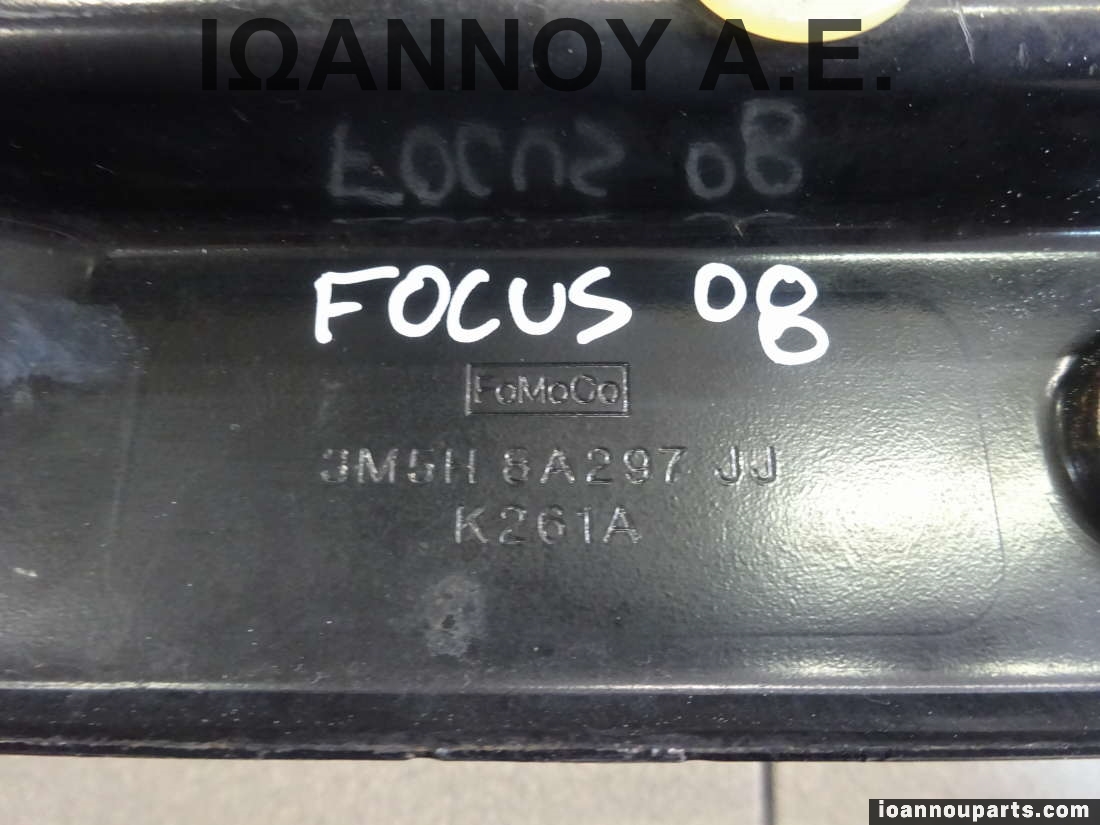 ΙΩΑΝΝΟΥ Α.Ε.
FOCUS 08
FOCUS 08
FoMoCo
3M5H 8A297 JJ
K261A
ioannouparts.com